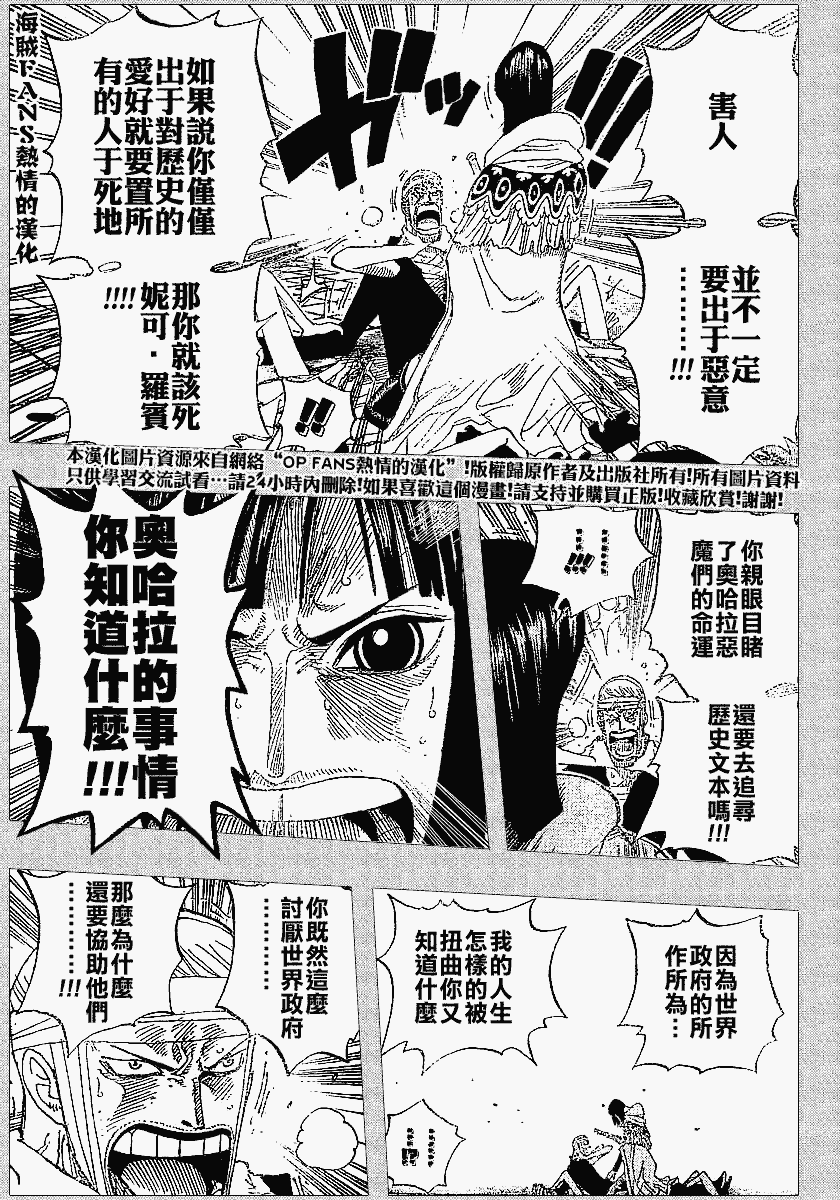 害人
並不一定
要出于惡意
………!!!
如果說你僅僅
出于對歷史的
愛好就要置所
有的人于死地
那你就該死
妮可·羅賓
!!!!
海賊FANS熱情的漢化
ガッ
!!!
!!
本漢化圖片資源來自網絡“OP FANS熱情的漢化”!版權歸原作者及出版社所有!所有圖片資料
只供學習交流試看…請24小時內刪除!如果喜歡這個漫畫!請支持並購買正版!收藏欣賞!謝謝!
你親眼目睹
了奧哈拉惡
魔們的命運
還要去追尋
歷史文本嗎!!!
……
……!!!
奧哈拉的事情
你知道什麼!!!
因為世界
政府的所
作所為…
我的人生
怎樣的被
扭曲你又
知道什麼
……
……!?
你既然這麼
討厭世界政府
…………
那麼為什麼
還要協助他們
…………!!!